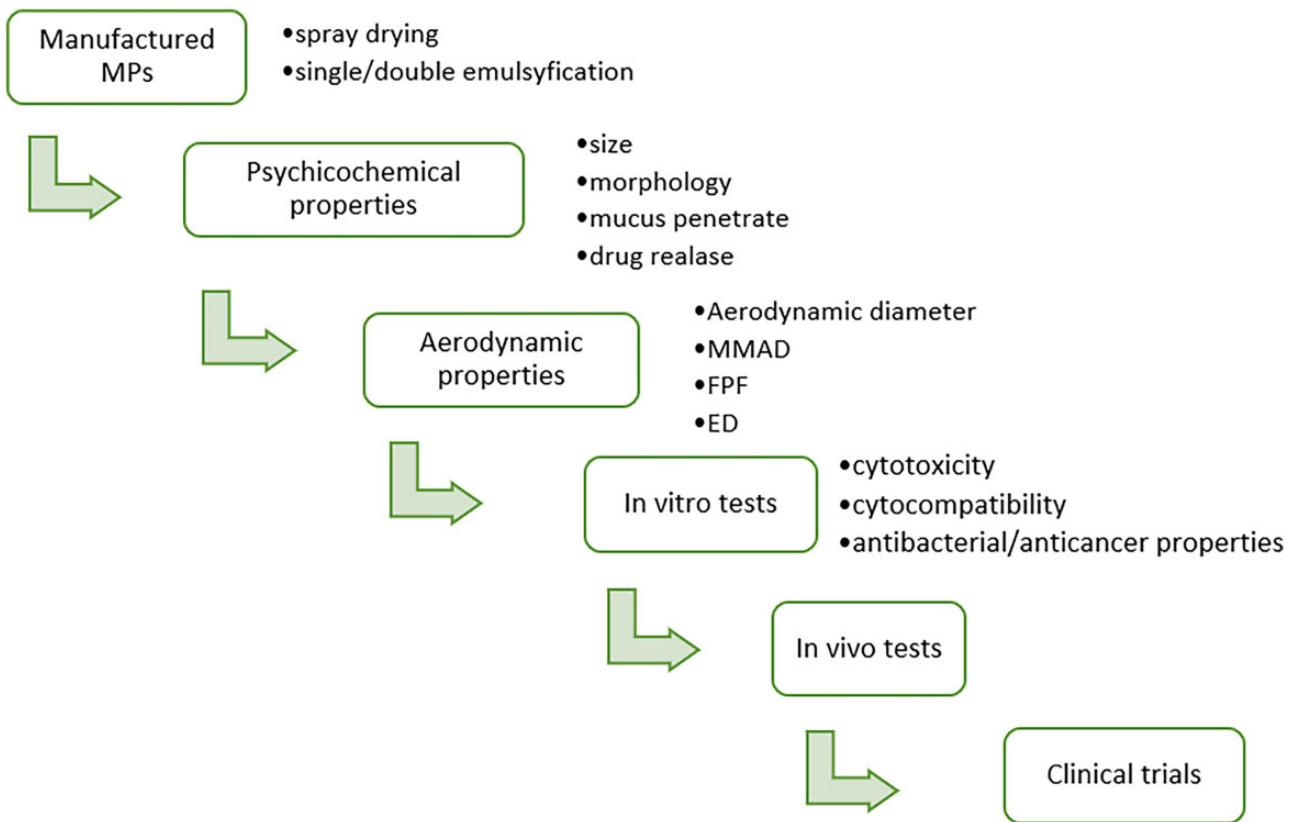 Manufactured
MPs
•spray drying
•single/double emulsyfication
Psychicochemical
properties
•size
•morphology
•mucus penetrate
•drug realase
Aerodynamic
properties
•Aerodynamic diameter
•MMAD
•FPF
•ED
In vitro tests
•cytotoxicity
•cytocompatibility
•antibacterial/anticancer properties
In vivo tests
Clinical trials